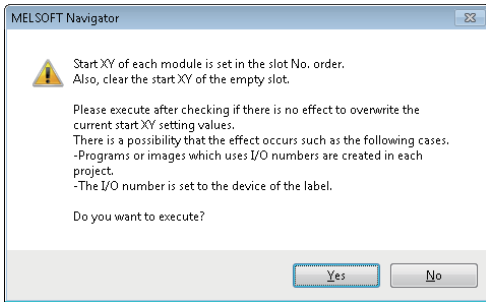 MELSOFT Navigator
Start XY of each module is set in the slot No. order.
Also, clear the start XY of the empty slot.
Please execute after checking if there is no effect to overwrite the
current start XY setting values.
There is a possibility that the effect occurs such as the following cases.
-Programs or images which uses I/O numbers are created in each
project.
-The I/O number is set to the device of the label.
Do you want to execute?
Yes No